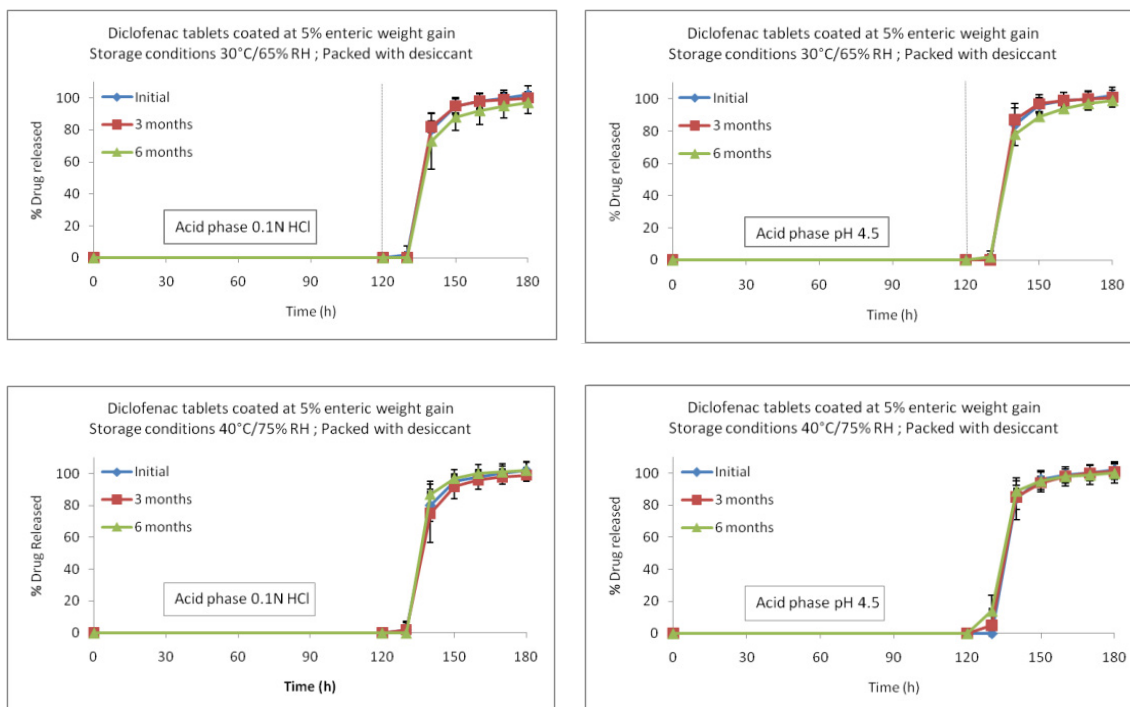 Diclofenac tablets coated at 5% enteric weight gain
Storage conditions 30°C/65% RH ; Packed with desiccant
% Drug released
100
80
60
40
20
0
Initial
3 months
6 months
Acid phase 0.1N HCl
0 30 60 90 120 150 180
Time (h)
Diclofenac tablets coated at 5% enteric weight gain
Storage conditions 30°C/65% RH ; Packed with desiccant
% Drug released
100
80
60
40
20
0
Initial
3 months
6 months
Acid phase pH 4.5
0 30 60 90 120 150 180
Time (h)
Diclofenac tablets coated at 5% enteric weight gain
Storage conditions 40°C/75% RH ; Packed with desiccant
% Drug Released
100
80
60
40
20
0
Initial
3 months
6 months
Acid phase 0.1N HCl
0 30 60 90 120 150 180
Time (h)
Diclofenac tablets coated at 5% enteric weight gain
Storage conditions 40°C/75% RH ; Packed with desiccant
% Drug released
100
80
60
40
20
0
Initial
3 months
6 months
Acid phase pH 4.5
0 30 60 90 120 150 180
Time (h)